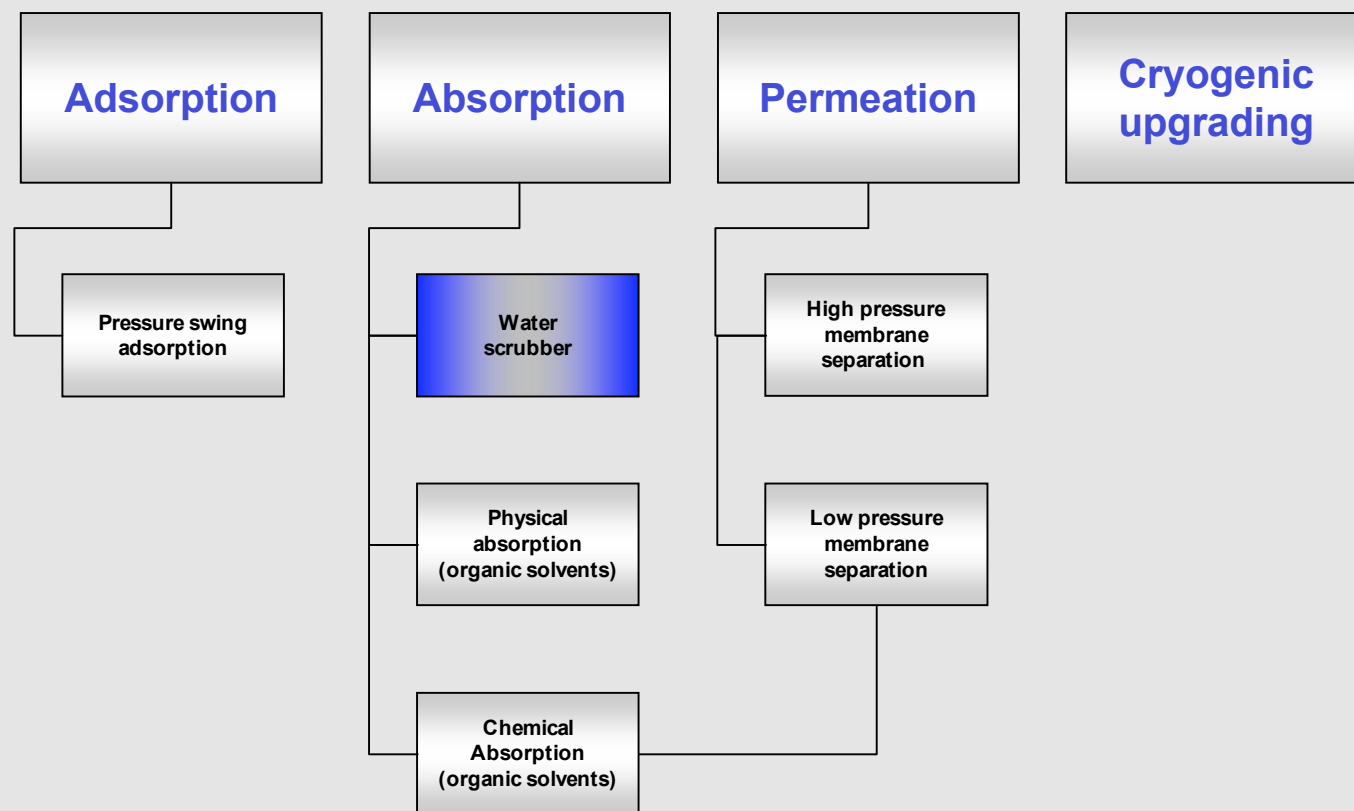 Adsorption
Absorption
Permeation
Cryogenic
upgrading
Pressure swing
adsorption
Water
scrubber
High pressure
membrane
separation
Physical
absorption
(organic solvents)
Low pressure
membrane
separation
Chemical
Absorption
(organic solvents)